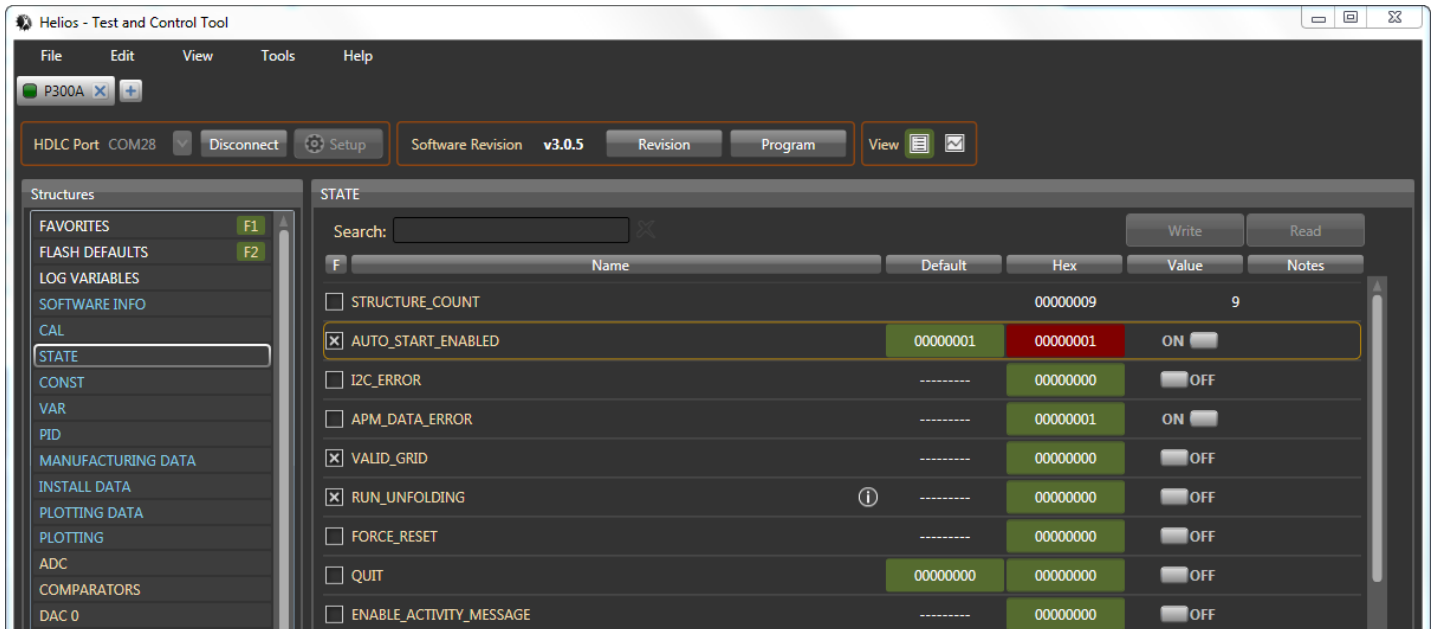 Helios - Test and Control Tool
File Edit View Tools Help
P300A
HDLC Port COM28 Disconnect Setup Software Revision v3.0.5 Revision Program View
Structures
FAVORITES F1
FLASH DEFAULTS F2
LOG VARIABLES
SOFTWARE INFO
CAL
STATE
CONST
VAR
PID
MANUFACTURING DATA
INSTALL DATA
PLOTTING DATA
PLOTTING
ADC
COMPARATORS
DAC 0
STATE
Search: Write Read
F Name Default Hex Value Notes
STRUCTURE_COUNT 00000009 9
AUTO_START_ENABLED 00000001 00000001 ON
I2C_ERROR --------- 00000000 OFF
APM_DATA_ERROR --------- 00000001 ON
VALID_GRID --------- 00000000 OFF
RUN_UNFOLDING --------- 00000000 OFF
FORCE_RESET --------- 00000000 OFF
QUIT 00000000 00000000 OFF
ENABLE_ACTIVITY_MESSAGE --------- 00000000 OFF